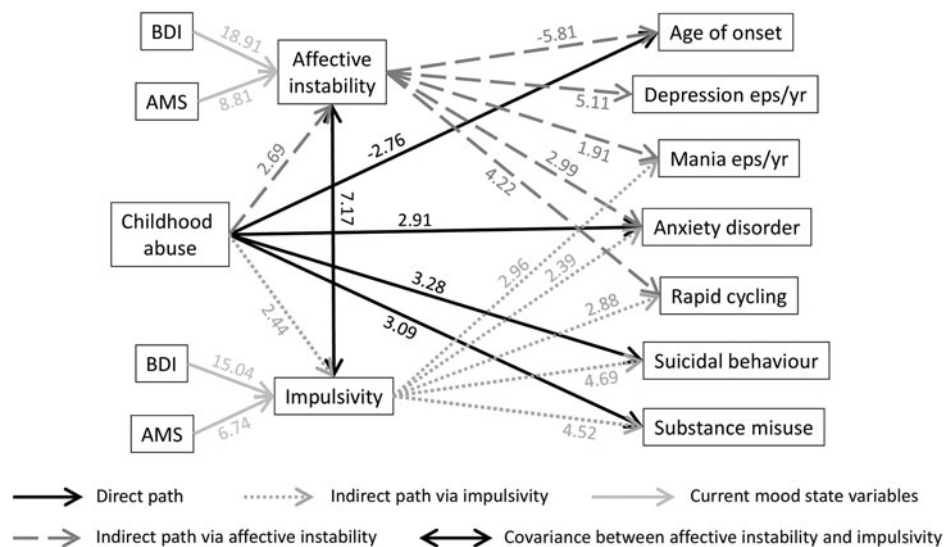 BDI
18.91
AMS
8.81
Affective
instability
-5.81
Age of onset
5.11
Depression eps/yr
1.91
Mania eps/yr
2.99
4.22
-2.76
2.69
7.17
Childhood
abuse
2.91
Anxiety disorder
2.96
2.39
Rapid cycling
3.28
2.88
3.09
2.44
Suicidal behaviour
4.69
BDI
15.04
AMS
6.74
Impulsivity
4.52
Substance misuse
Direct path
Indirect path via impulsivity
Current mood state variables
Indirect path via affective instability
Covariance between affective instability and impulsivity